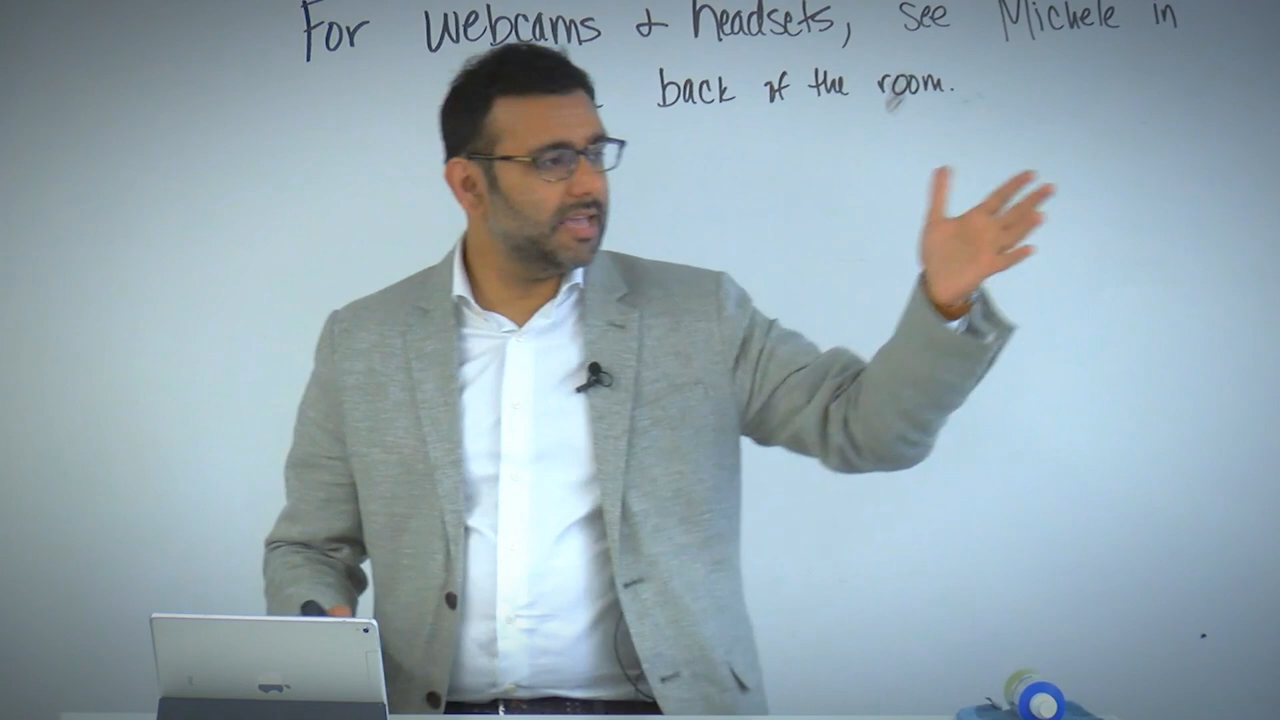 For webcams + headsets, see Michele in
back of the room.